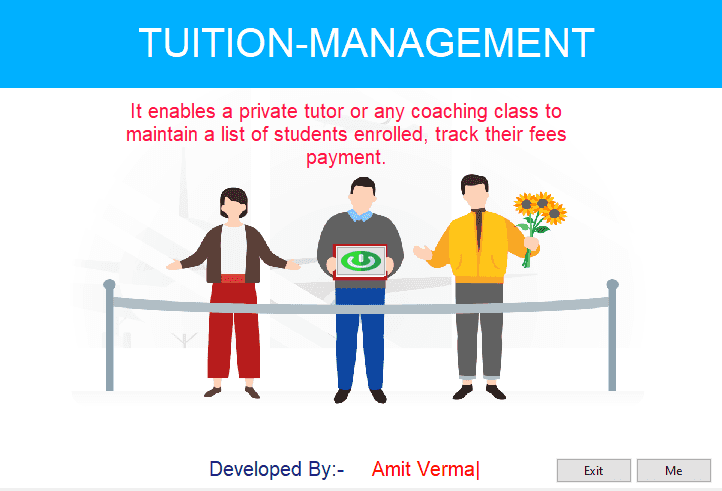 TUITION-MANAGEMENT
It enables a private tutor or any coaching class to
maintain a list of students enrolled, track their fees
payment.
Developed By:- Amit Verma|
Exit
Me